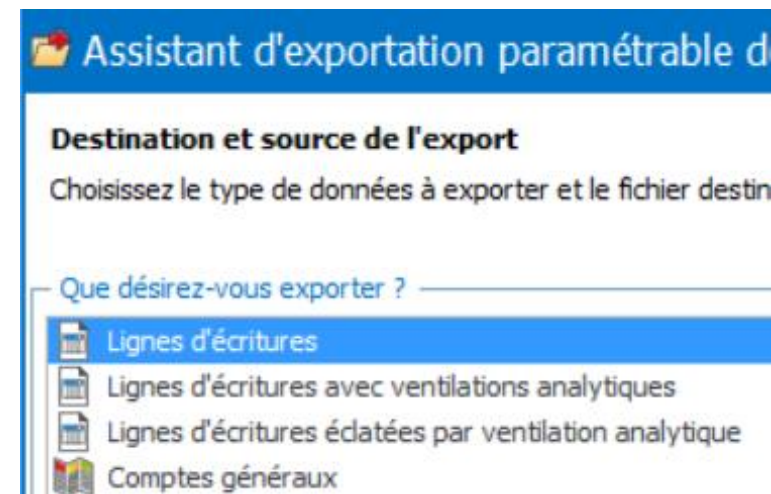 Assistant d'exportation paramétrable
Destination et source de l'export
Choisissez le type de données à exporter et le fichier
Que désirez-vous exporter ?
Lignes d'écritures
Lignes d'écritures avec ventilations analytiques
Lignes d'écritures éclatées par ventilation analytique
Comptes généraux